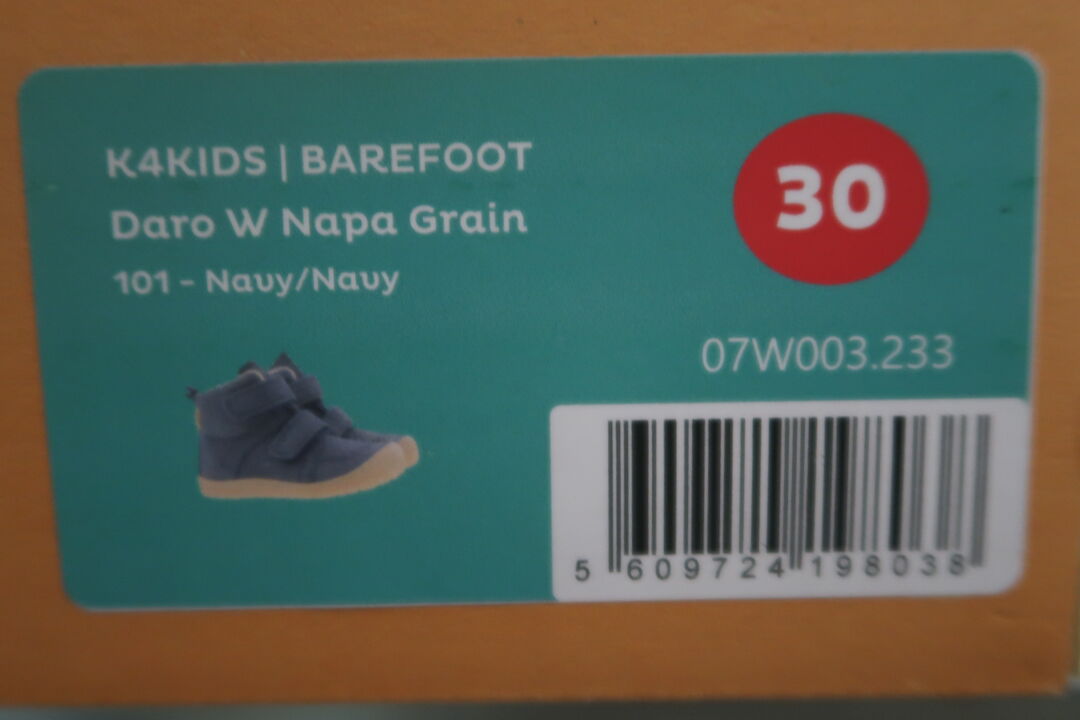 K4KIDS | BAREFOOT
Daro W Napa Grain
101 - Navy/Navy
30
07W003.233
5 609724 198038